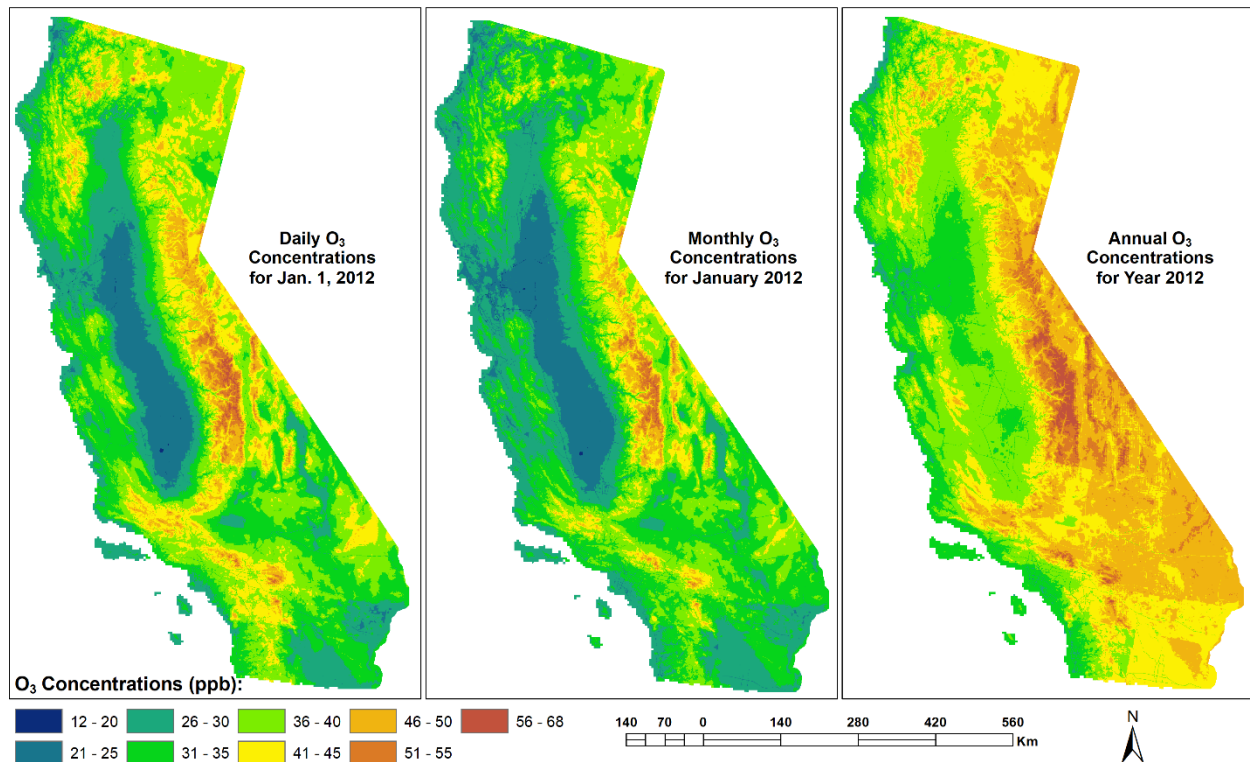 Daily O₃
Concentrations
for Jan. 1, 2012
Monthly O₃
Concentrations
for January 2012
Annual O₃
Concentrations
for Year 2012
O₃ Concentrations (ppb):
12 - 20
26 - 30
36 - 40
46 - 50
56 - 68
21 - 25
31 - 35
41 - 45
51 - 55
140 70 0 140 280 420 560
Km
N